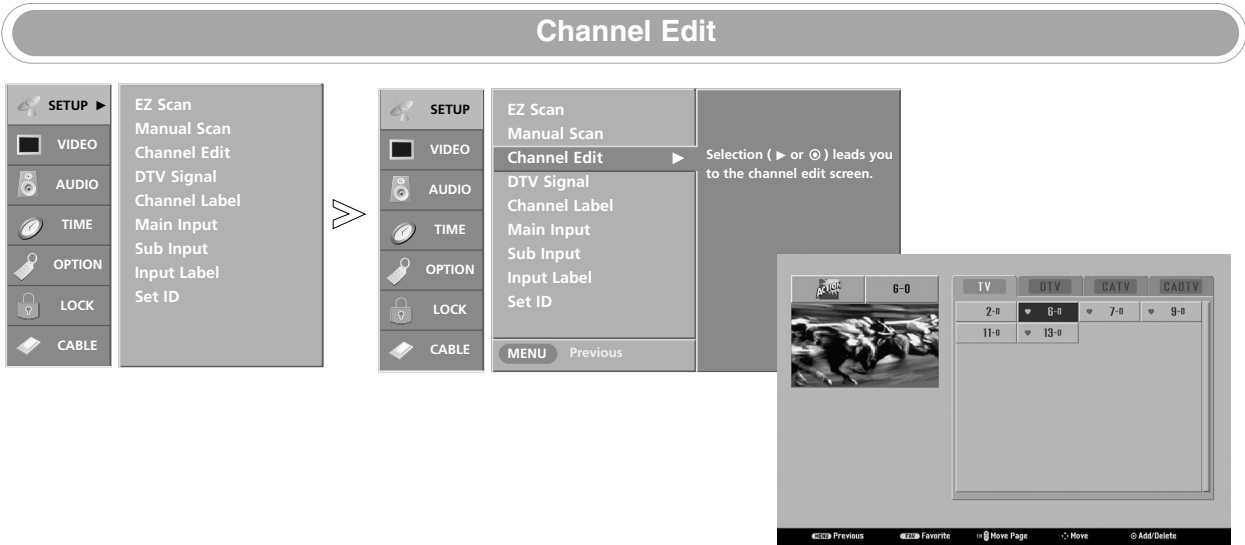 Channel Edit
SETUP ►
VIDEO
AUDIO
TIME
OPTION
LOCK
CABLE
EZ Scan
Manual Scan
Channel Edit
DTV Signal
Channel Label
Main Input
Sub Input
Input Label
Set ID
SETUP
VIDEO
AUDIO
TIME
OPTION
LOCK
CABLE
EZ Scan
Manual Scan
Channel Edit ►
DTV Signal
Channel Label
Main Input
Sub Input
Input Label
Set ID
MENU Previous
Selection ( ► or ⊙ ) leads you
to the channel edit screen.
ACTION 6-0
TV DTV CATV CADTV
2-0 ♥ 6-0 ♥ 7-0 ♥ 9-0
11-0 ♥ 13-0
MENU Previous FAV Favorite CH Move Page Move ⊙ Add/Delete